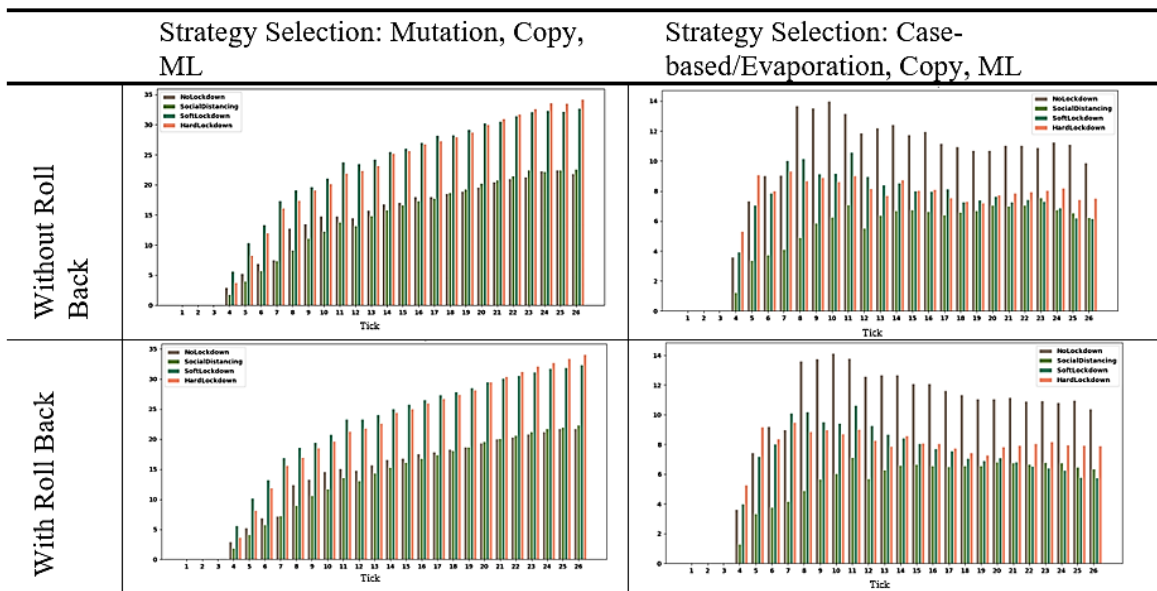 Strategy Selection: Mutation, Copy,
ML
Strategy Selection: Case-
based/Evaporation, Copy, ML
Without Roll
Back
35
30
25
20
15
10
5
0
NoLockdown
SocialDistancing
SoftLockdown
HardLockdown
1 2 3 4 5 6 7 8 9 10 11 12 13 14 15 16 17 18 19 20 21 22 23 24 25 26
Tick
14
12
10
8
6
4
2
0
NoLockdown
SocialDistancing
SoftLockdown
HardLockdown
1 2 3 4 5 6 7 8 9 10 11 12 13 14 15 16 17 18 19 20 21 22 23 24 25 26
Tick
With Roll Back
35
30
25
20
15
10
5
0
NoLockdown
SocialDistancing
SoftLockdown
HardLockdown
1 2 3 4 5 6 7 8 9 10 11 12 13 14 15 16 17 18 19 20 21 22 23 24 25 26
Tick
14
12
10
8
6
4
2
0
NoLockdown
SocialDistancing
SoftLockdown
HardLockdown
1 2 3 4 5 6 7 8 9 10 11 12 13 14 15 16 17 18 19 20 21 22 23 24 25 26
Tick